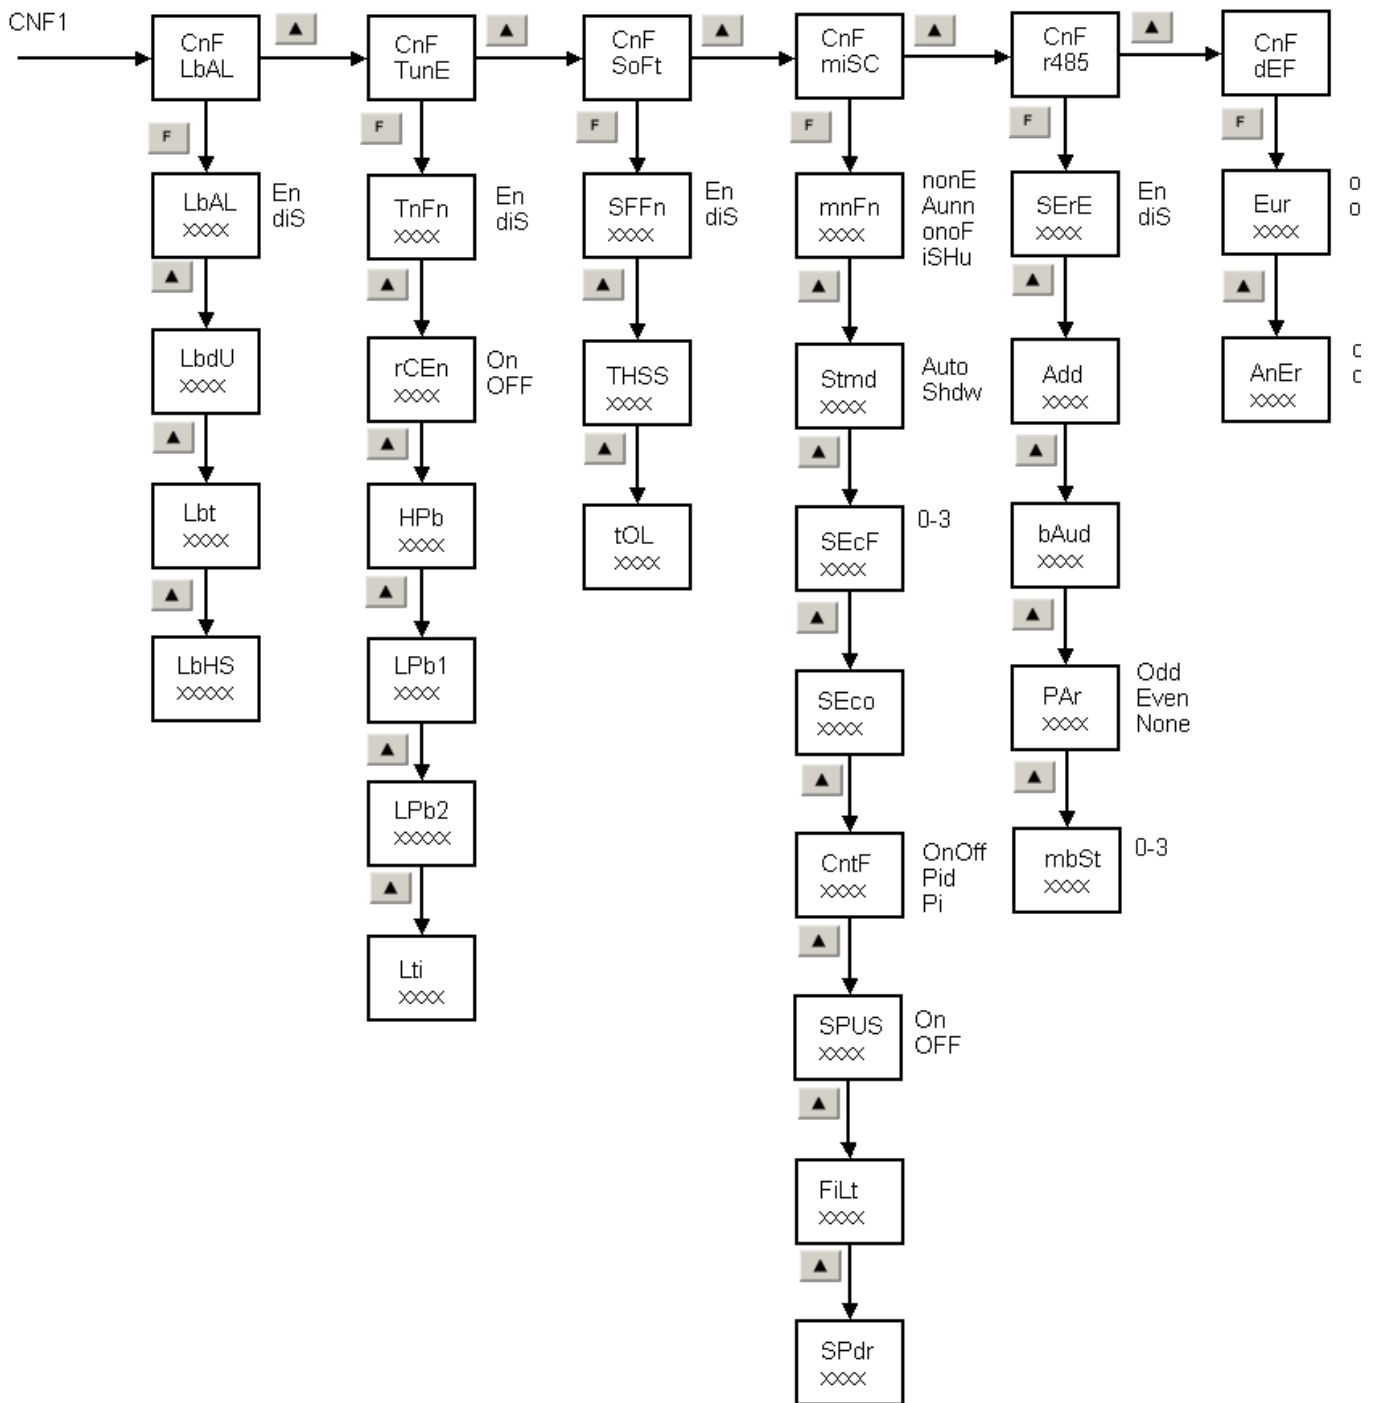 CNF1
CnF
LbAL
CnF
TunE
CnF
SoFt
CnF
miSC
CnF
r485
CnF
dEF
F
F
F
F
F
F
LbAL
XXXX
En
diS
LbdU
XXXX
Lbt
XXXX
LbHS
XXXXX
TnFn
XXXX
En
diS
rCEn
XXXX
On
OFF
HPb
XXXX
LPb1
XXXX
LPb2
XXXXX
Lti
XXXX
SFFn
XXXX
En
diS
THSS
XXXX
tOL
XXXX
mnFn
XXXX
nonE
Aunn
onoF
iSHu
Stmd
XXXX
Auto
Shdw
SEcF
XXXX
0-3
SEco
XXXX
CntF
XXXX
OnOff
Pid
Pi
SPUS
XXXX
On
OFF
FiLt
XXXX
SPdr
XXXX
SErE
XXXX
En
diS
Add
XXXX
bAud
XXXX
PAr
XXXX
Odd
Even
None
mbSt
XXXX
0-3
Eur
XXXX
AnEr
XXXX